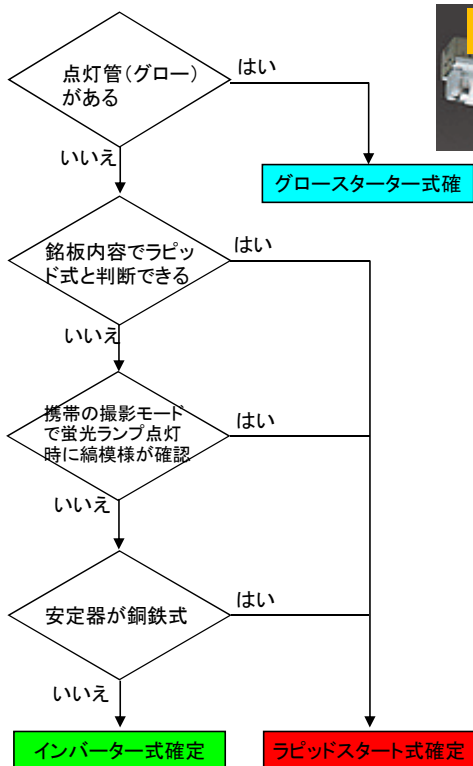 点灯管（グロー）
がある
はい
いいえ
グロースターター式確
銘板内容でラピッ
ド式と判断できる
はい
いいえ
携帯の撮影モード
で蛍光ランプ点灯
時に縞模様が確認
はい
いいえ
安定器が銅鉄式
はい
いいえ
インバーター式確定
ラピッドスタート式確定